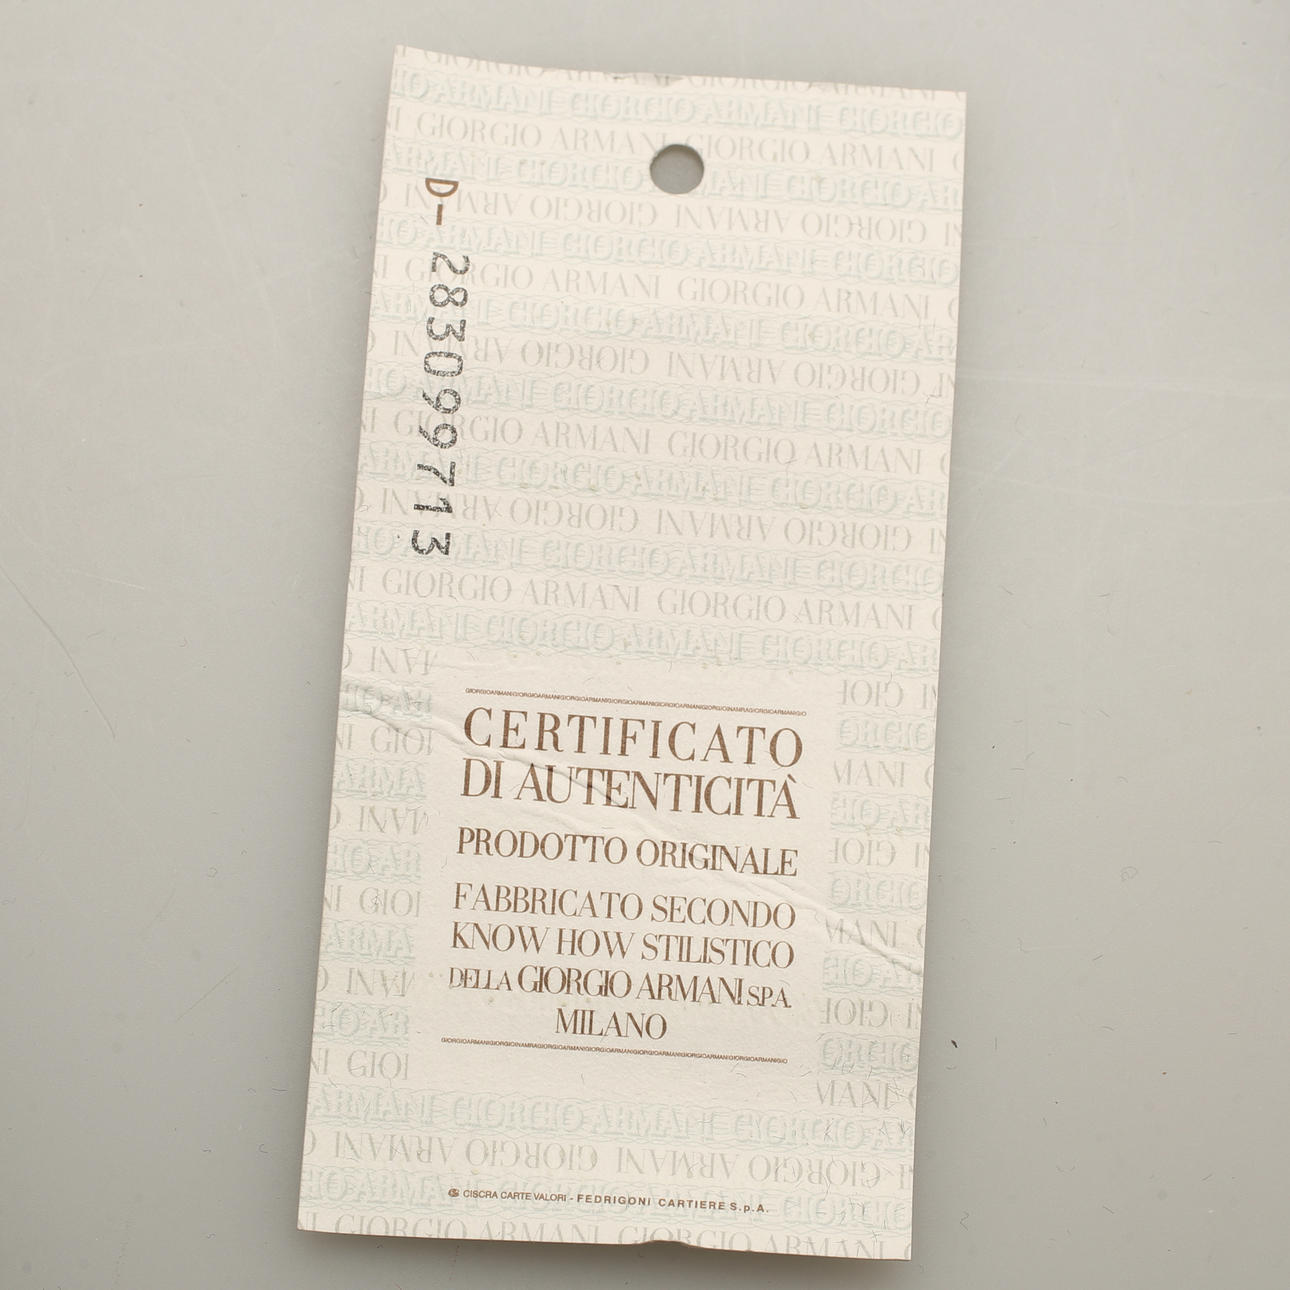 D-283099713
CERTIFICATO
DI AUTENTICITÀ
PRODOTTO ORIGINALE
FABBRICATO SECONDO
KNOW HOW STILISTICO
DELLA GIORGIO ARMANI S.P.A.
MILANO
CISCRA CARTE VALORI - FEDRIGONI CARTIERE S.p.A.